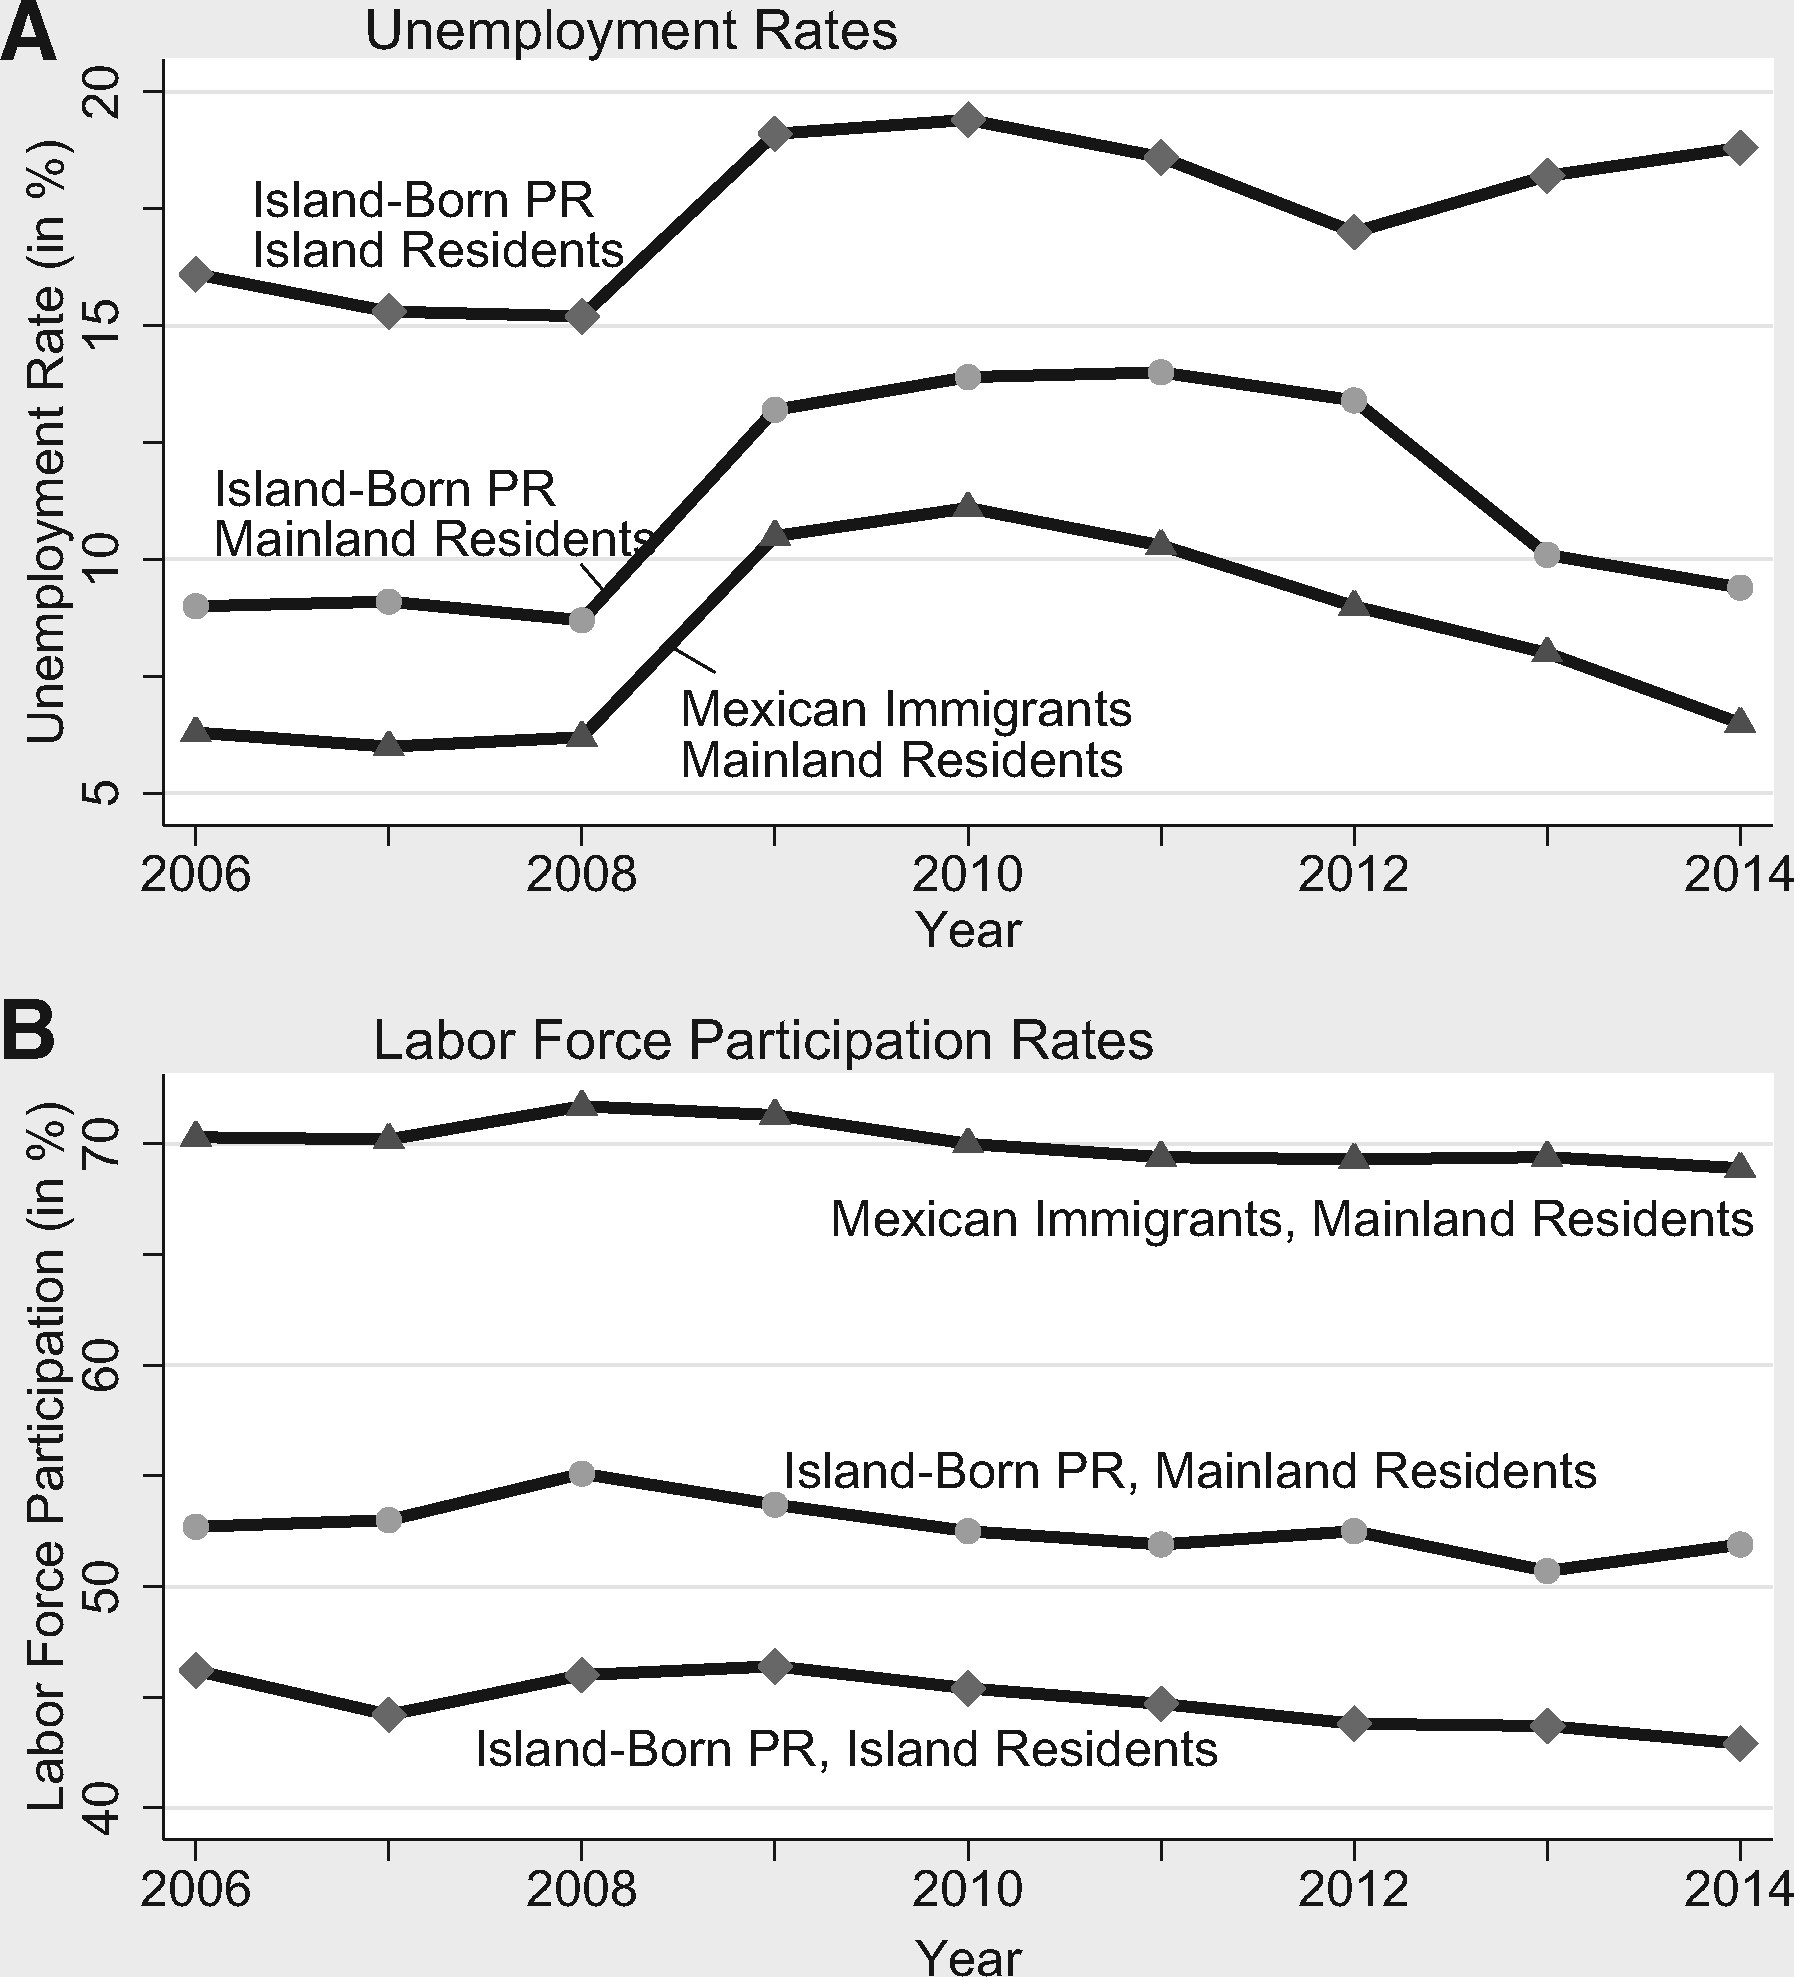 A
Unemployment Rates
Unemployment Rate (in %)
20
15
10
5
Island-Born PR
Island Residents
Island-Born PR
Mainland Residents
Mexican Immigrants
Mainland Residents
2006 2008 2010 2012 2014
Year
B
Labor Force Participation Rates
Labor Force Participation (in %)
70
60
50
40
Mexican Immigrants, Mainland Residents
Island-Born PR, Mainland Residents
Island-Born PR, Island Residents
2006 2008 2010 2012 2014
Year